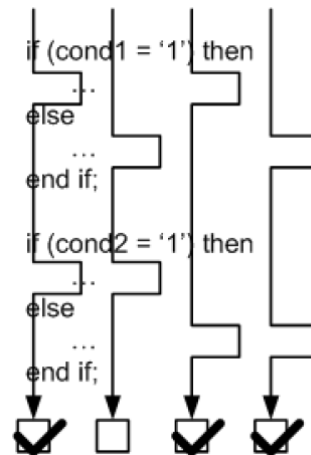 if (cond1 = ‘1’) then
...
else
...
end if;
if (cond2 = ‘1’) then
...
else
...
end if;